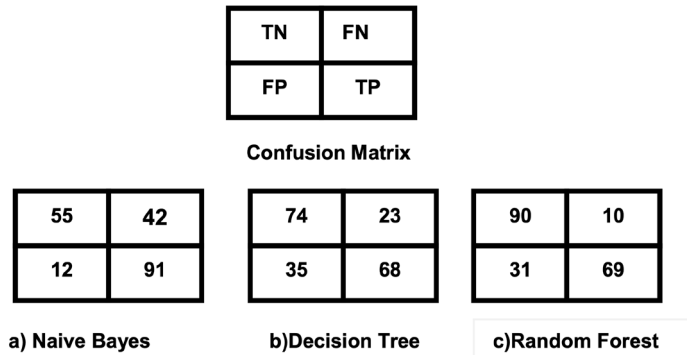 TN FN
FP TP
Confusion Matrix
55 42 74 23 90 10
12 91 35 68 31 69
a) Naive Bayes b)Decision Tree c)Random Forest